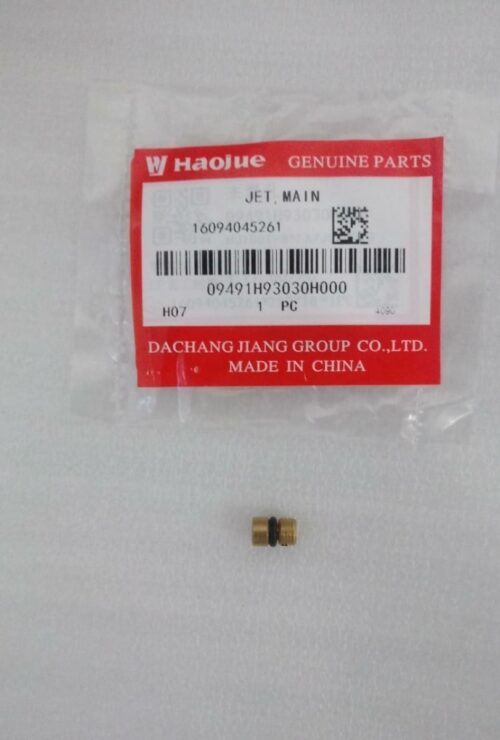 Haojue GENUINE PARTS
JET,MAIN
16094045261
09491H93030H000
H07 1 PC
DACHANG JIANG GROUP CO.,LTD.
MADE IN CHINA